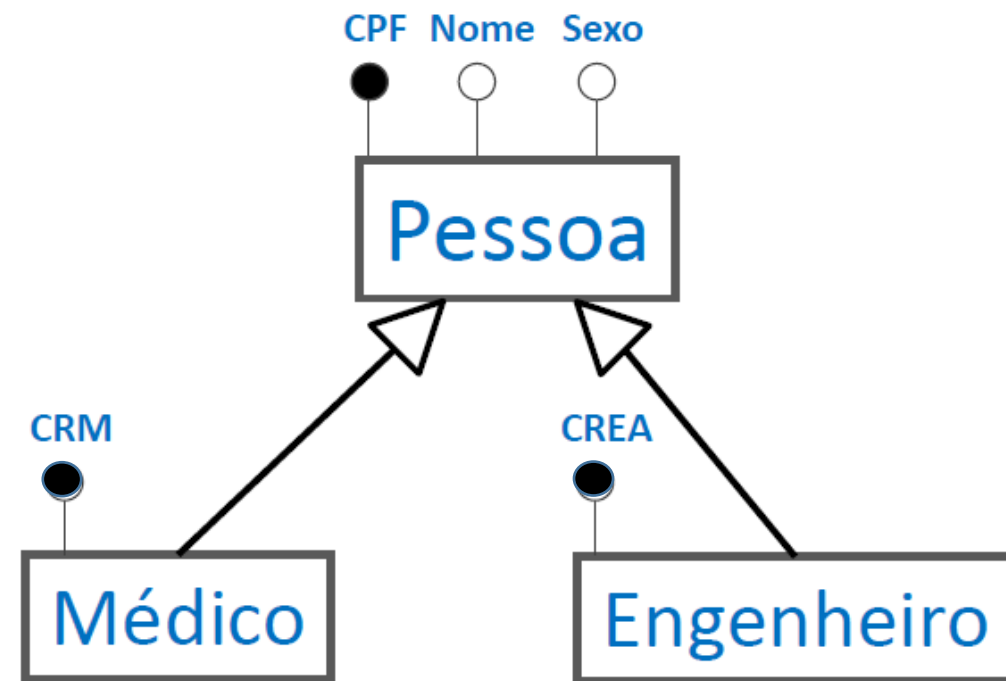 CPF Nome Sexo
Pessoa
CRM
CREA
Médico
Engenheiro